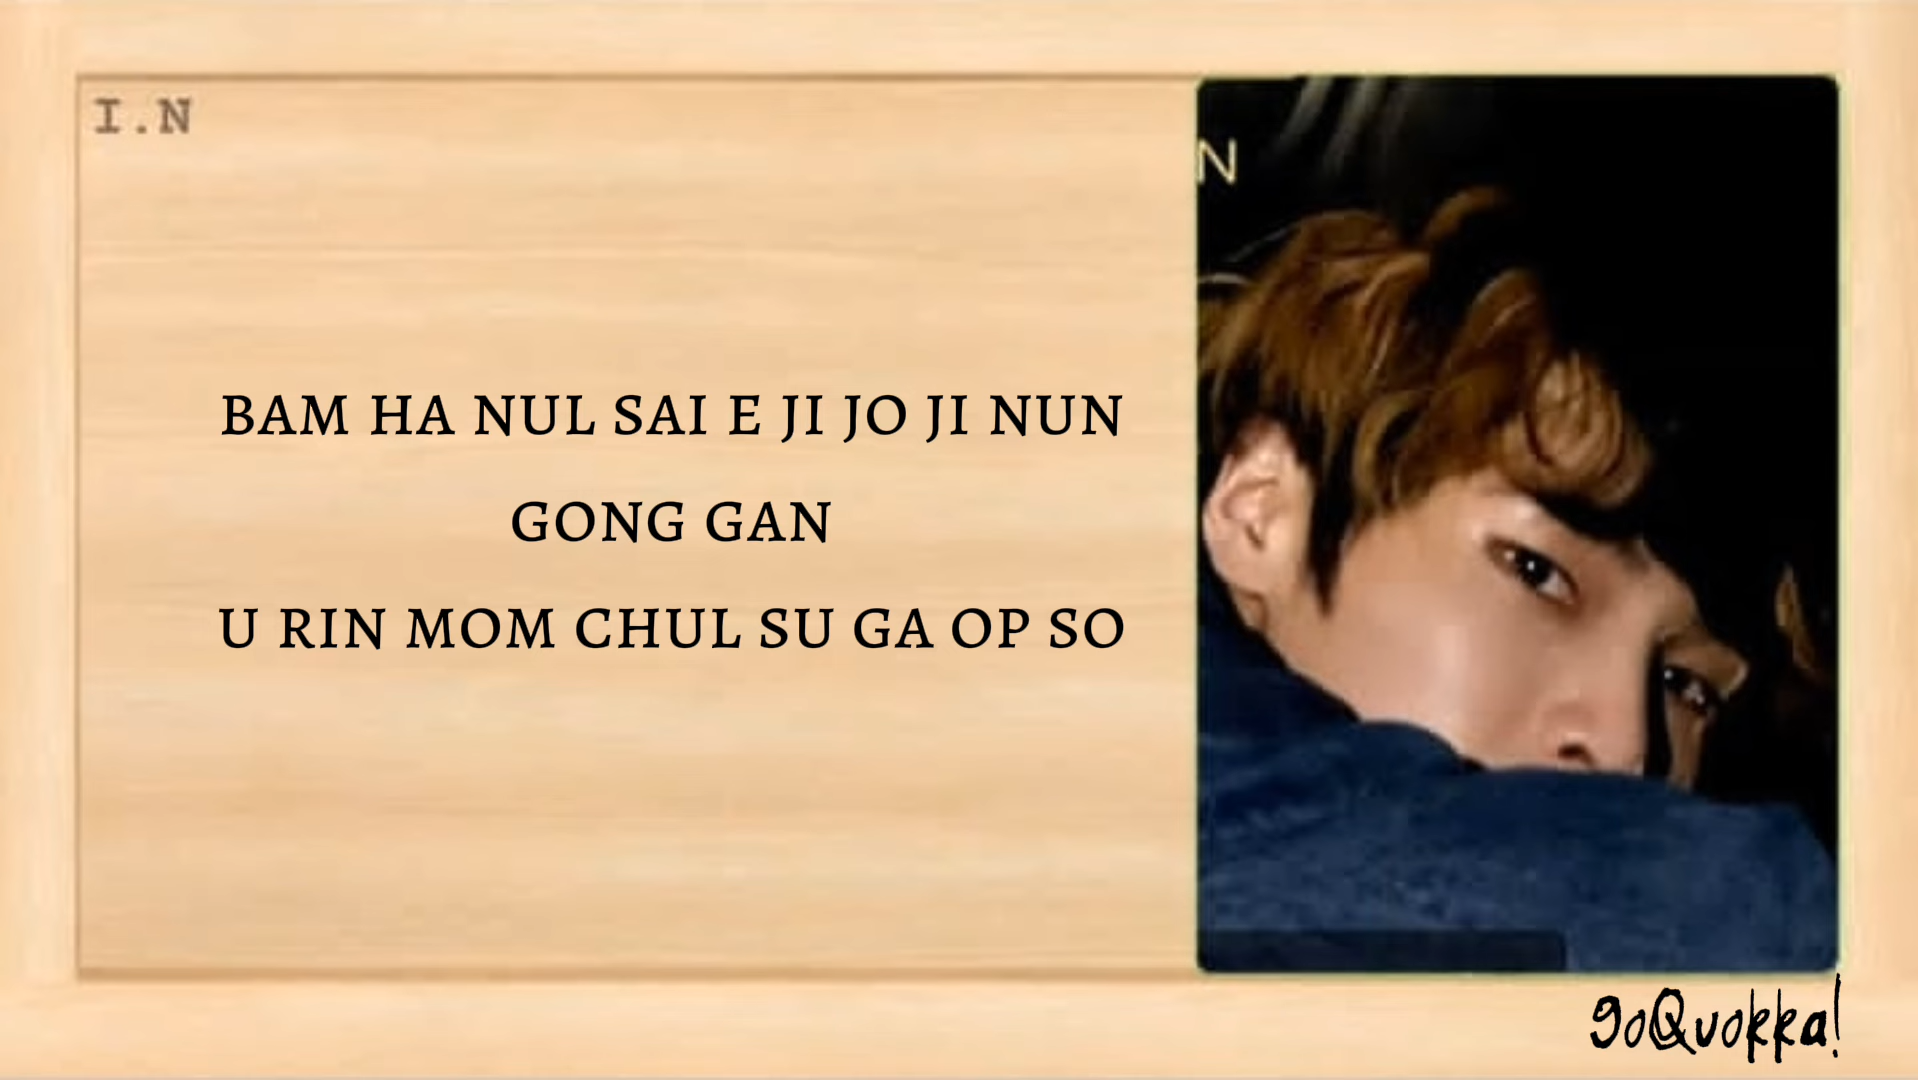 I.N
N
BAM HA NUL SAI E JI JO JI NUN
GONG GAN
U RIN MOM CHUL SU GA OP SO
goQuokka!